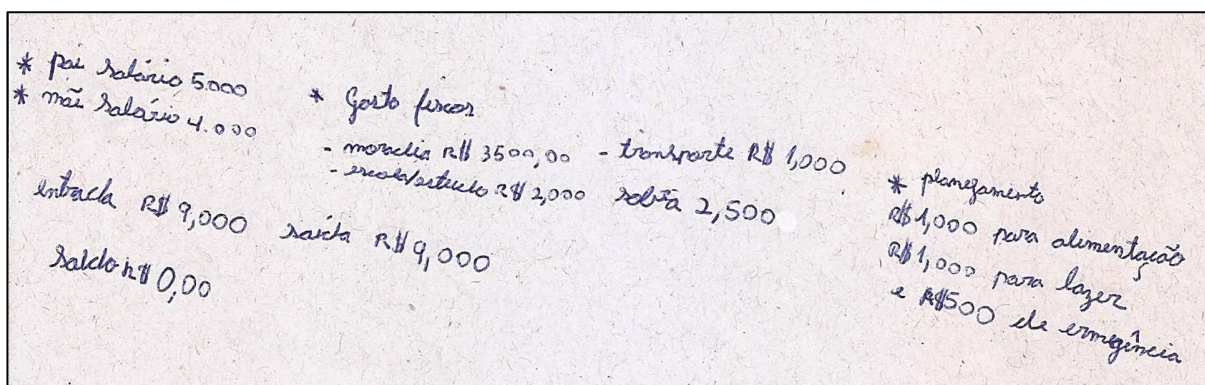 * pai salário 5.000
* mãe salário 4.000
* Gasto fiscos
- moradia R$ 3500,00 - transporte R$ 1,000
- escola/estudo R$ 2,000 sobra 2,500
entrada R$ 9,000 saída R$ 9,000
saldo R$ 0,00
* planejamento
R$ 1,000 para alimentação
R$ 1,000 para lazer
e R$500 de ermegência